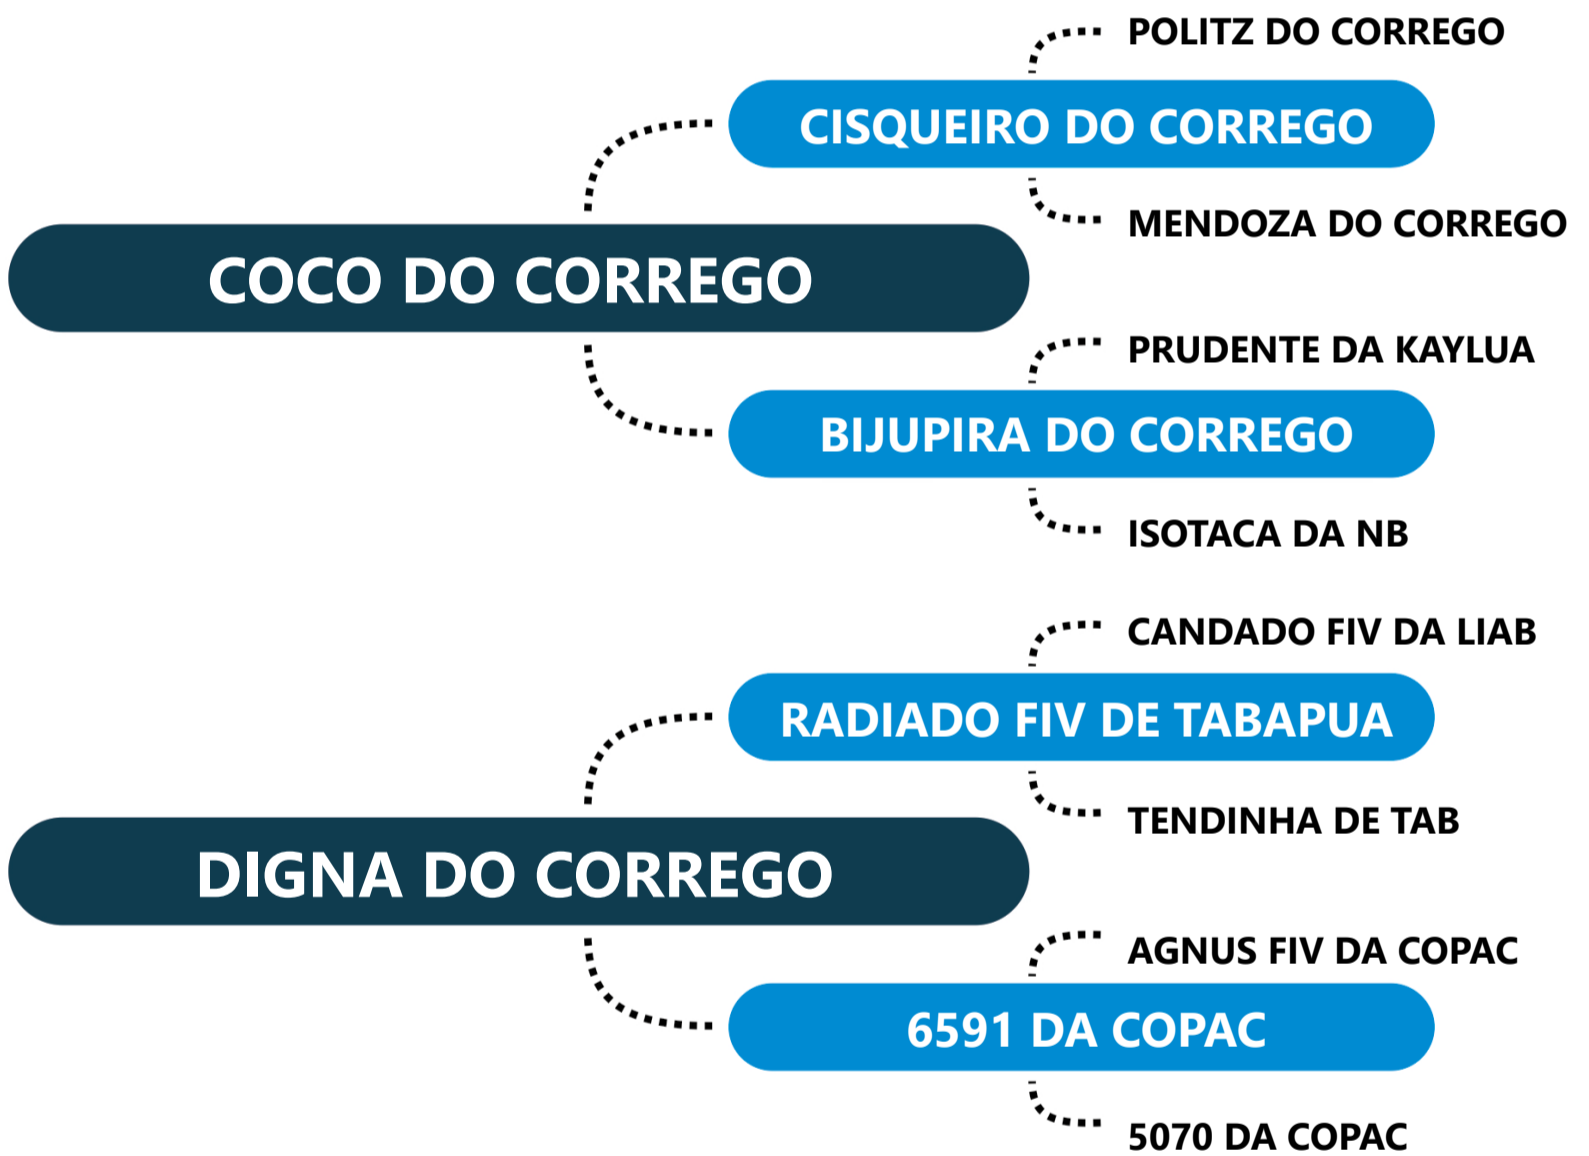 POLITZ DO CORREGO
CISQUEIRO DO CORREGO
MENDOZA DO CORREGO
COCO DO CORREGO
PRUDENTE DA KAYLUA
BIJUPIRA DO CORREGO
ISOTACA DA NB
CANDADO FIV DA LIAB
RADIADO FIV DE TABAPUA
TENDINHA DE TAB
DIGNA DO CORREGO
AGNUS FIV DA COPAC
6591 DA COPAC
5070 DA COPAC